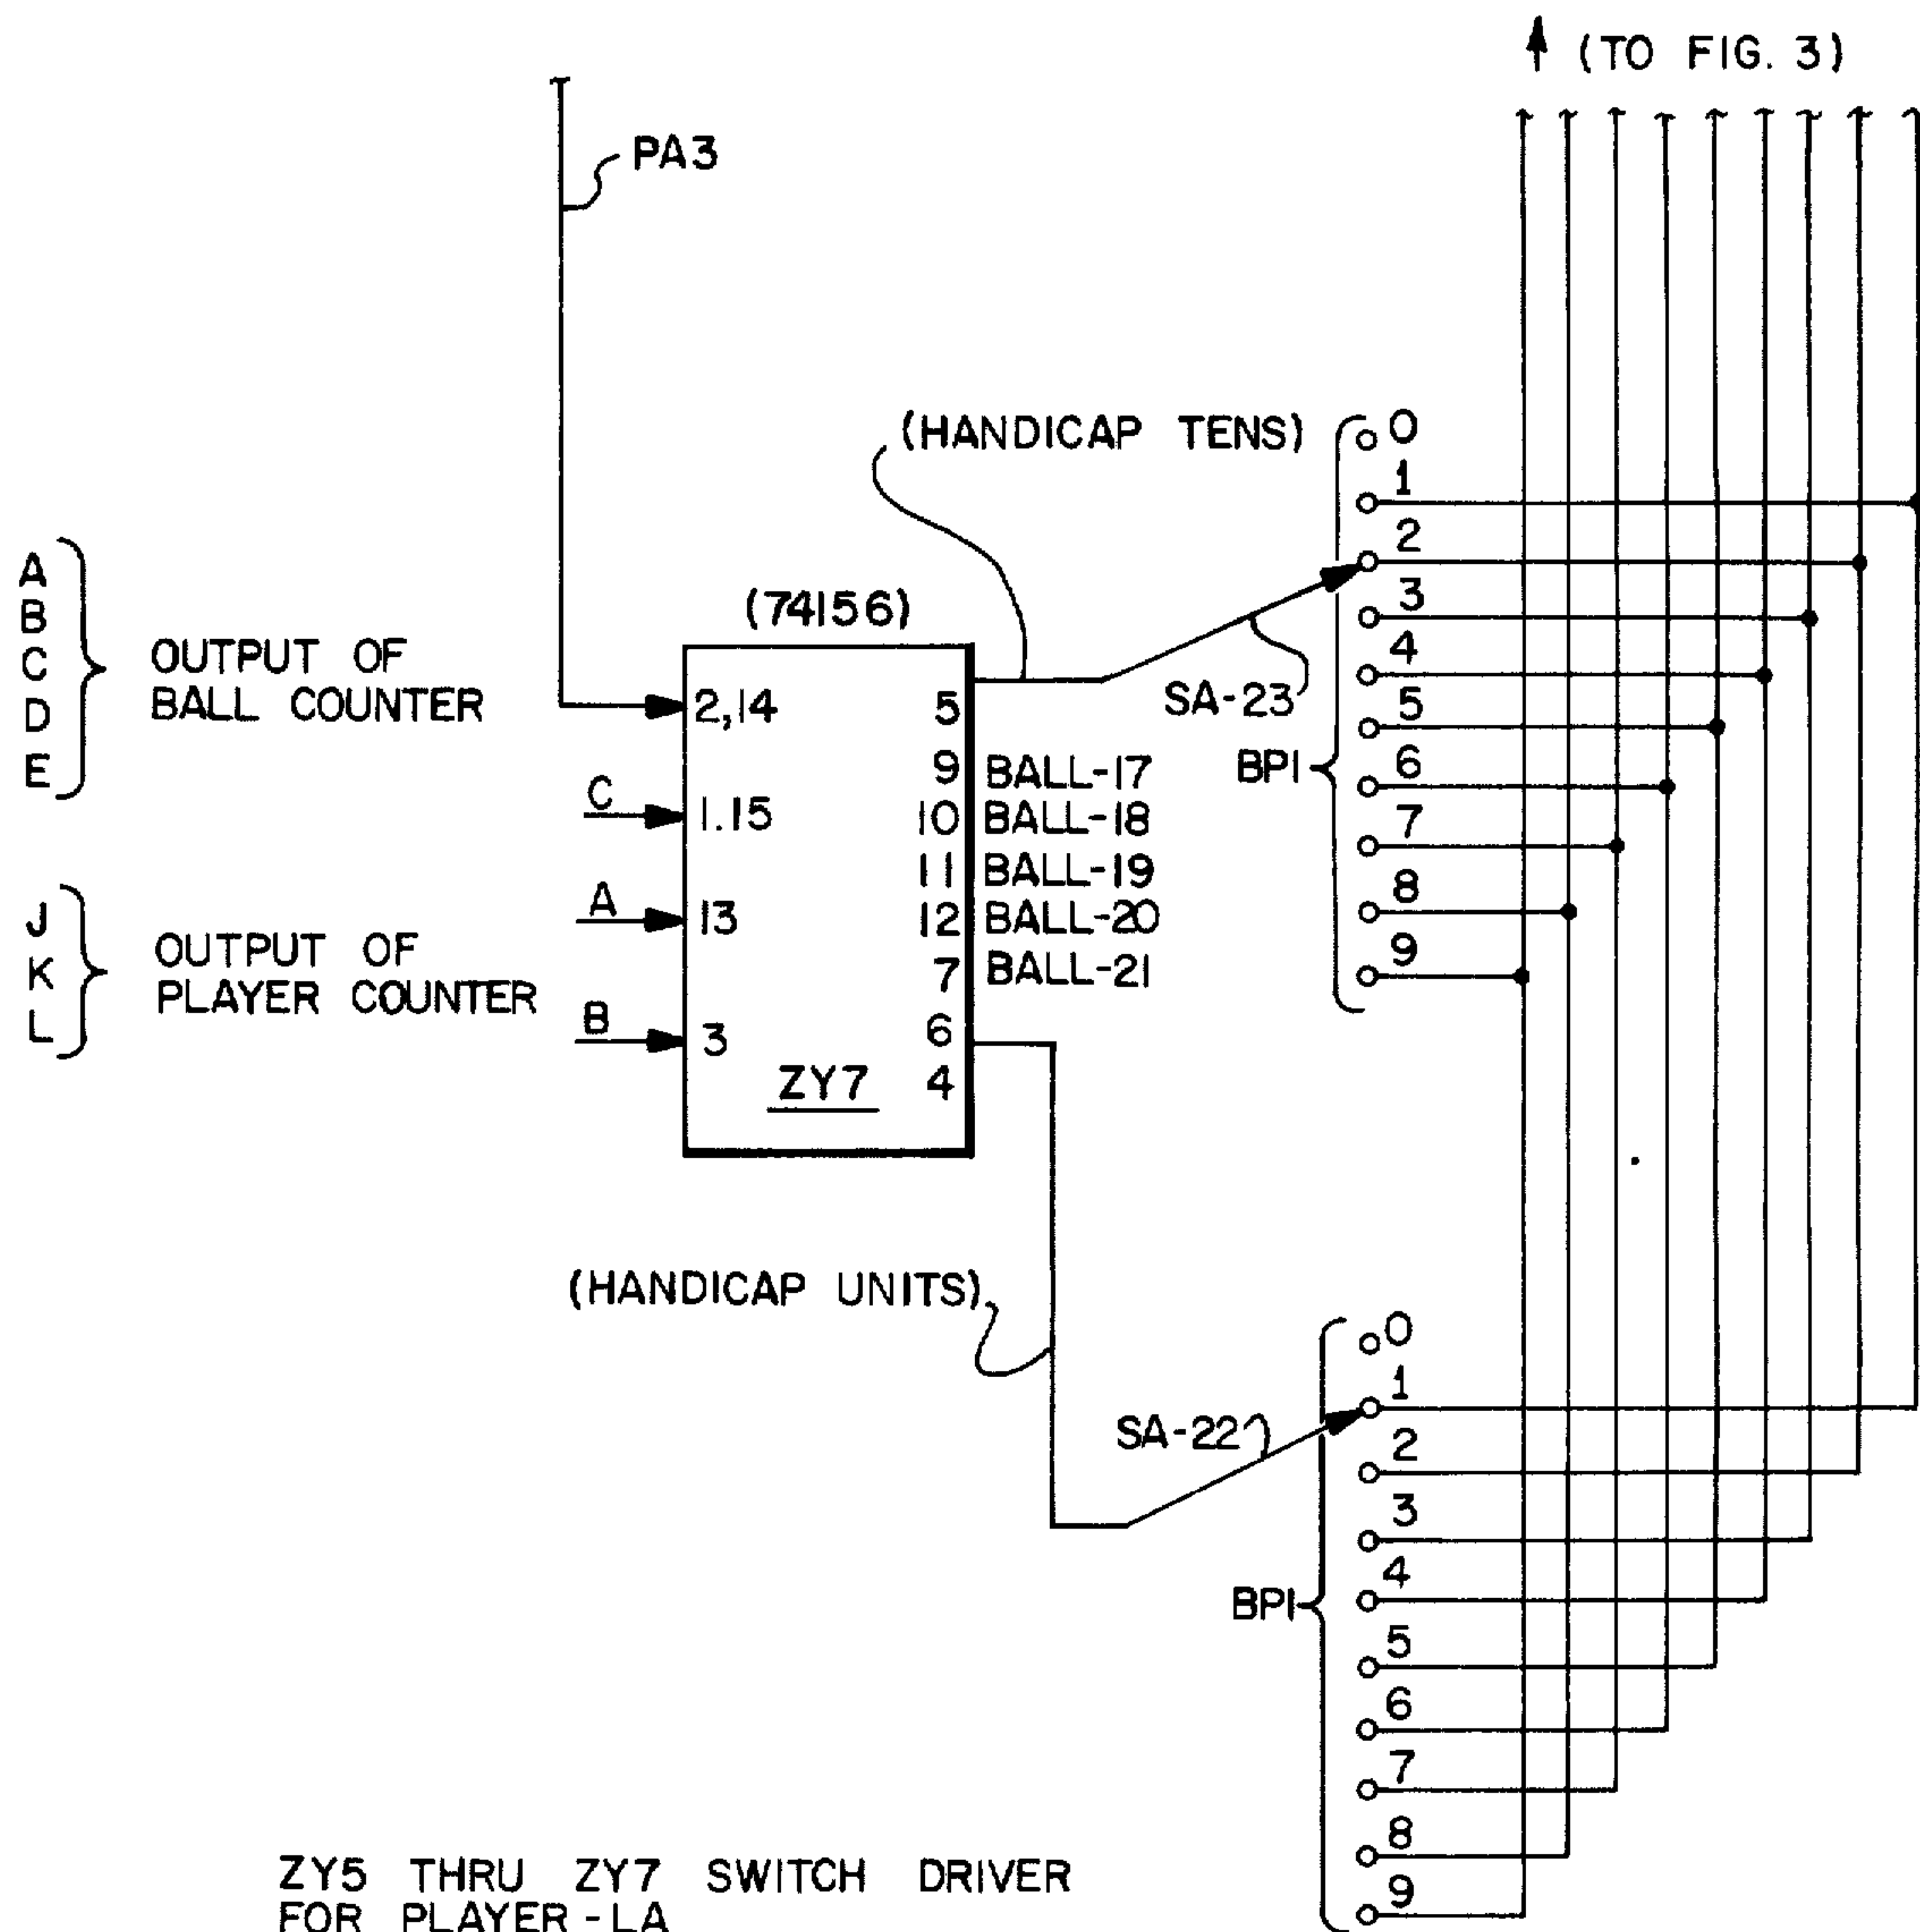 (TO FIG. 3)
PA3
(HANDICAP TENS)
0
1
2
3
4
5
6
7
8
9
SA-23
BPI
(74156)
A
B
C
D
E
OUTPUT OF
BALL COUNTER
J
K
L
OUTPUT OF
PLAYER COUNTER
2,14
C
1.15
A
13
B
3
ZY7
5
9 BALL-17
10 BALL-18
11 BALL-19
12 BALL-20
7 BALL-21
6
4
(HANDICAP UNITS)
SA-22
BPI
0
1
2
3
4
5
6
7
8
9
ZY5 THRU ZY7 SWITCH DRIVER
FOR PLAYER-LA